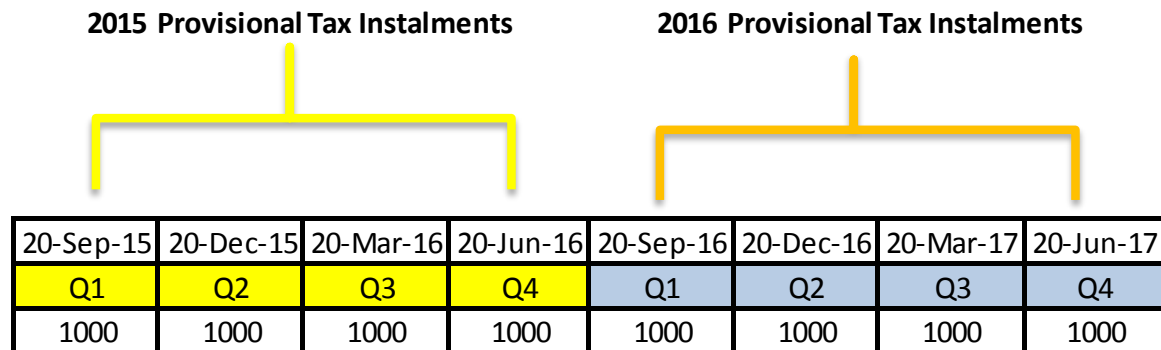 2015 Provisional Tax Instalments 2016 Provisional Tax Instalments
20-Sep-15 20-Dec-15 20-Mar-16 20-Jun-16 20-Sep-16 20-Dec-16 20-Mar-17 20-Jun-17
Q1 Q2 Q3 Q4 Q1 Q2 Q3 Q4
1000 1000 1000 1000 1000 1000 1000 1000